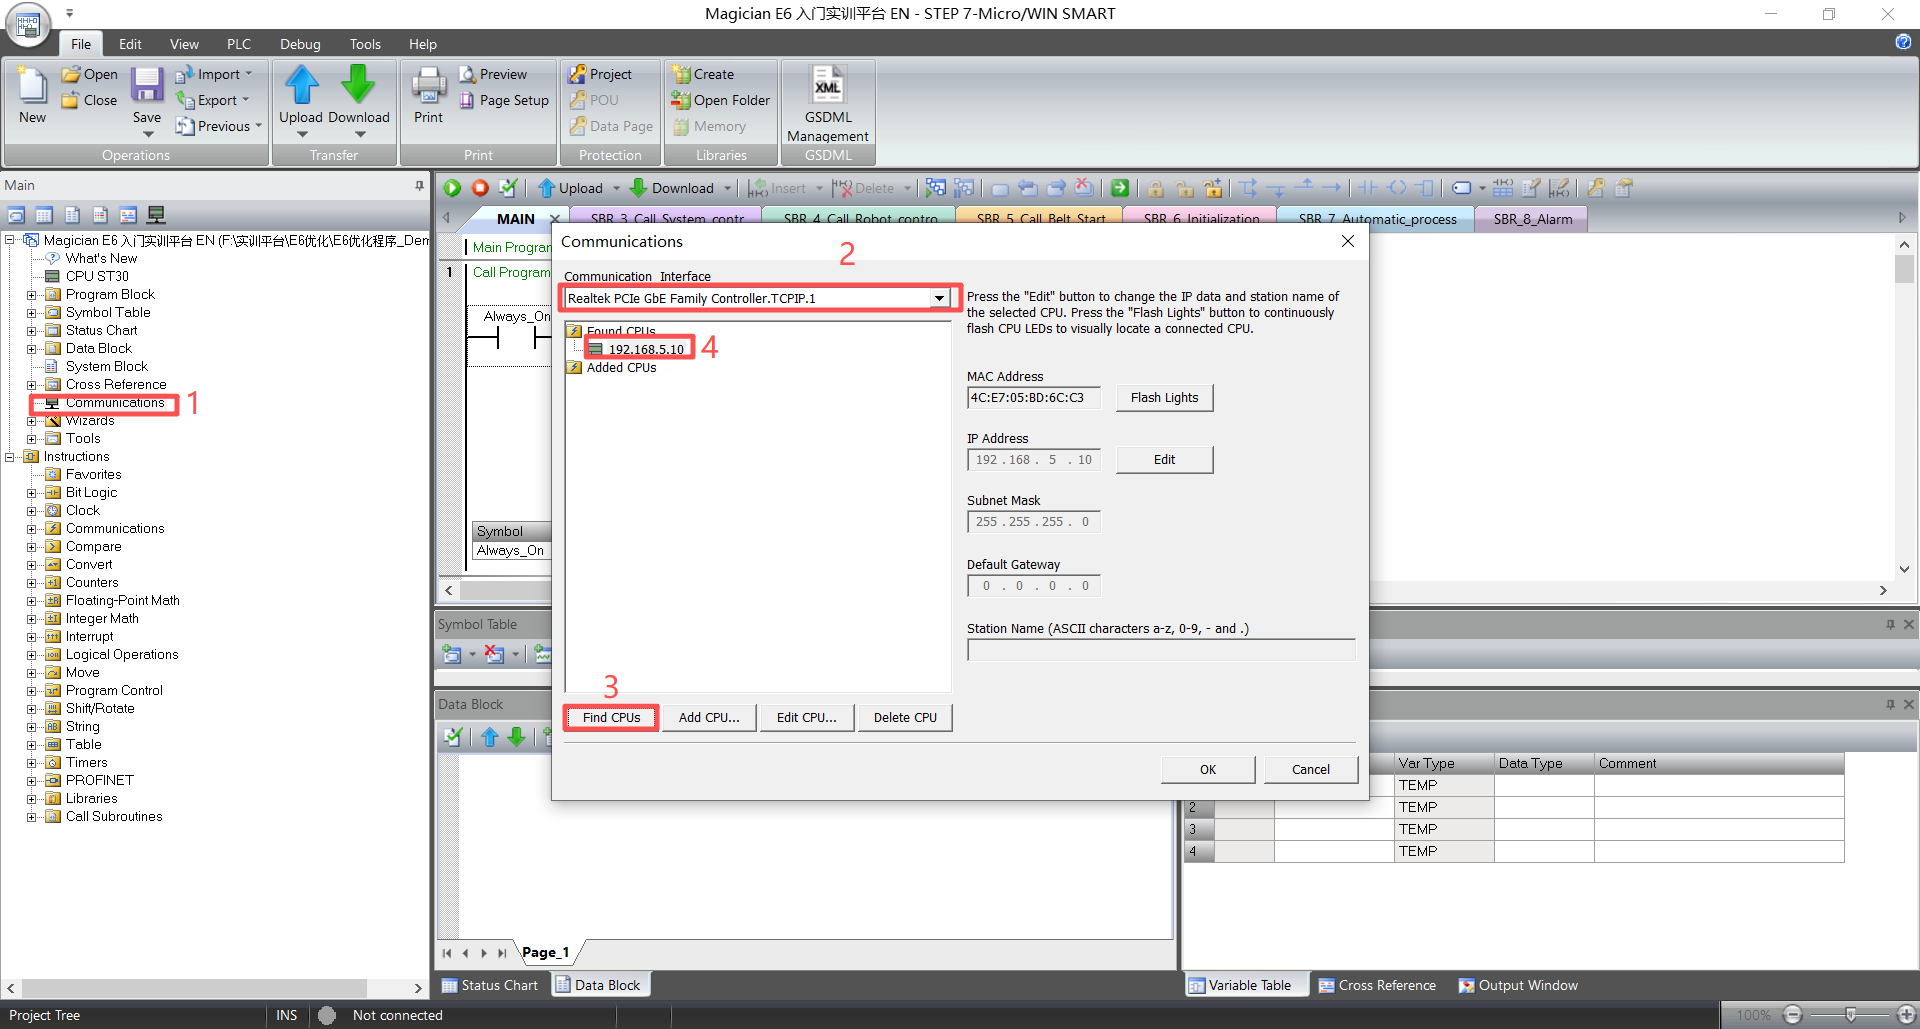 Magician E6 入门实训平台 EN - STEP 7-Micro/WIN SMART
File Edit View PLC Debug Tools Help
New
Open
Close
Save
Import
Export
Previous
Operations
Upload
Download
Transfer
Print
Preview
Page Setup
Print
Project
POU
Data Page
Protection
Create
Open Folder
Memory
Libraries
XML
GSDML
Management
GSDML
Main
Magician E6 入门实训平台 EN (F:\实训平台\E6优化\E6优化程序_Dem
What's New
CPU ST30
Program Block
Symbol Table
Status Chart
Data Block
System Block
Cross Reference
Communications 1
Wizards
Tools
Instructions
Favorites
Bit Logic
Clock
Communications
Compare
Convert
Counters
Floating-Point Math
Integer Math
Interrupt
Logical Operations
Move
Program Control
Shift/Rotate
String
Table
Timers
PROFINET
Libraries
Call Subroutines
Upload Download Insert Delete
MAIN SBR_3_Call_System_contr SBR_4_Call_Robot_contro SBR_5_Call_Belt_Start SBR_6_Initialization SBR_7_Automatic_process SBR_8_Alarm
Main Program
1 Call Program
Always_On
Symbol
Always_On
Communications
2
Communication Interface
Realtek PCIe GbE Family Controller.TCPIP.1
Found CPUs
192.168.5.10 4
Added CPUs
Press the "Edit" button to change the IP data and station name of
the selected CPU. Press the "Flash Lights" button to continuously
flash CPU LEDs to visually locate a connected CPU.
MAC Address
4C:E7:05:BD:6C:C3 Flash Lights
IP Address
192 . 168 . 5 . 10 Edit
Subnet Mask
255 . 255 . 255 . 0
Default Gateway
0 . 0 . 0 . 0
Station Name (ASCII characters a-z, 0-9, - and .)
3
Find CPUs Add CPU... Edit CPU... Delete CPU
OK Cancel
Symbol Table
Data Block
Page_1
Status Chart Data Block
Var Type Data Type Comment
TEMP
2 TEMP
3 TEMP
4 TEMP
Variable Table Cross Reference Output Window
Project Tree INS Not connected 100%